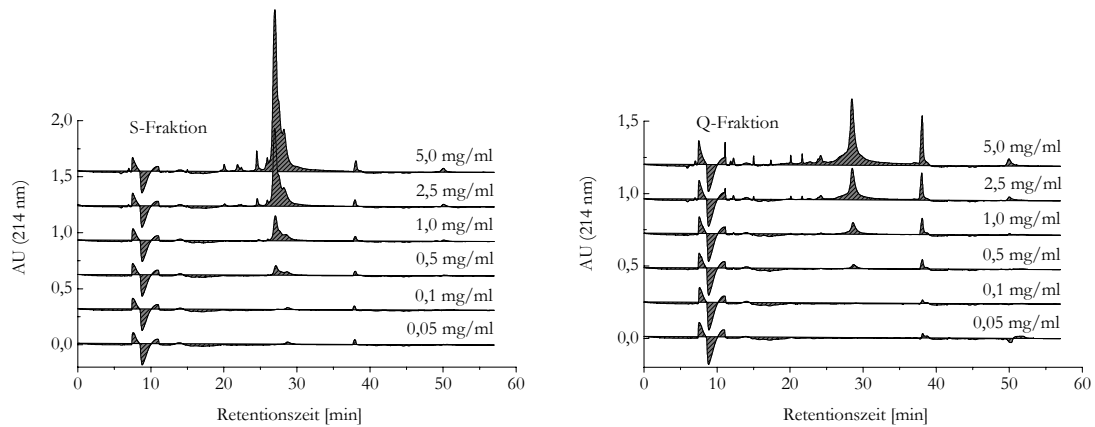 S-Fraktion
2,0
1,5
1,0
0,5
0,0
AU (214 nm)
5,0 mg/ml
2,5 mg/ml
1,0 mg/ml
0,5 mg/ml
0,1 mg/ml
0,05 mg/ml
0 10 20 30 40 50 60
Retentionszeit [min]
Q-Fraktion
1,5
1,0
0,5
0,0
AU (214 nm)
5,0 mg/ml
2,5 mg/ml
1,0 mg/ml
0,5 mg/ml
0,1 mg/ml
0,05 mg/ml
0 10 20 30 40 50 60
Retentionszeit [min]